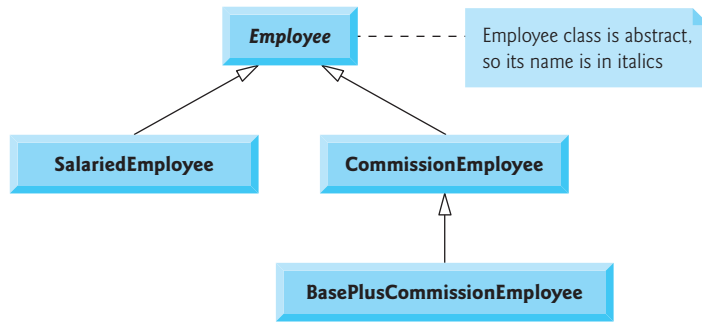 Employee
Employee class is abstract,
so its name is in italics
SalariedEmployee
CommissionEmployee
BasePlusCommissionEmployee